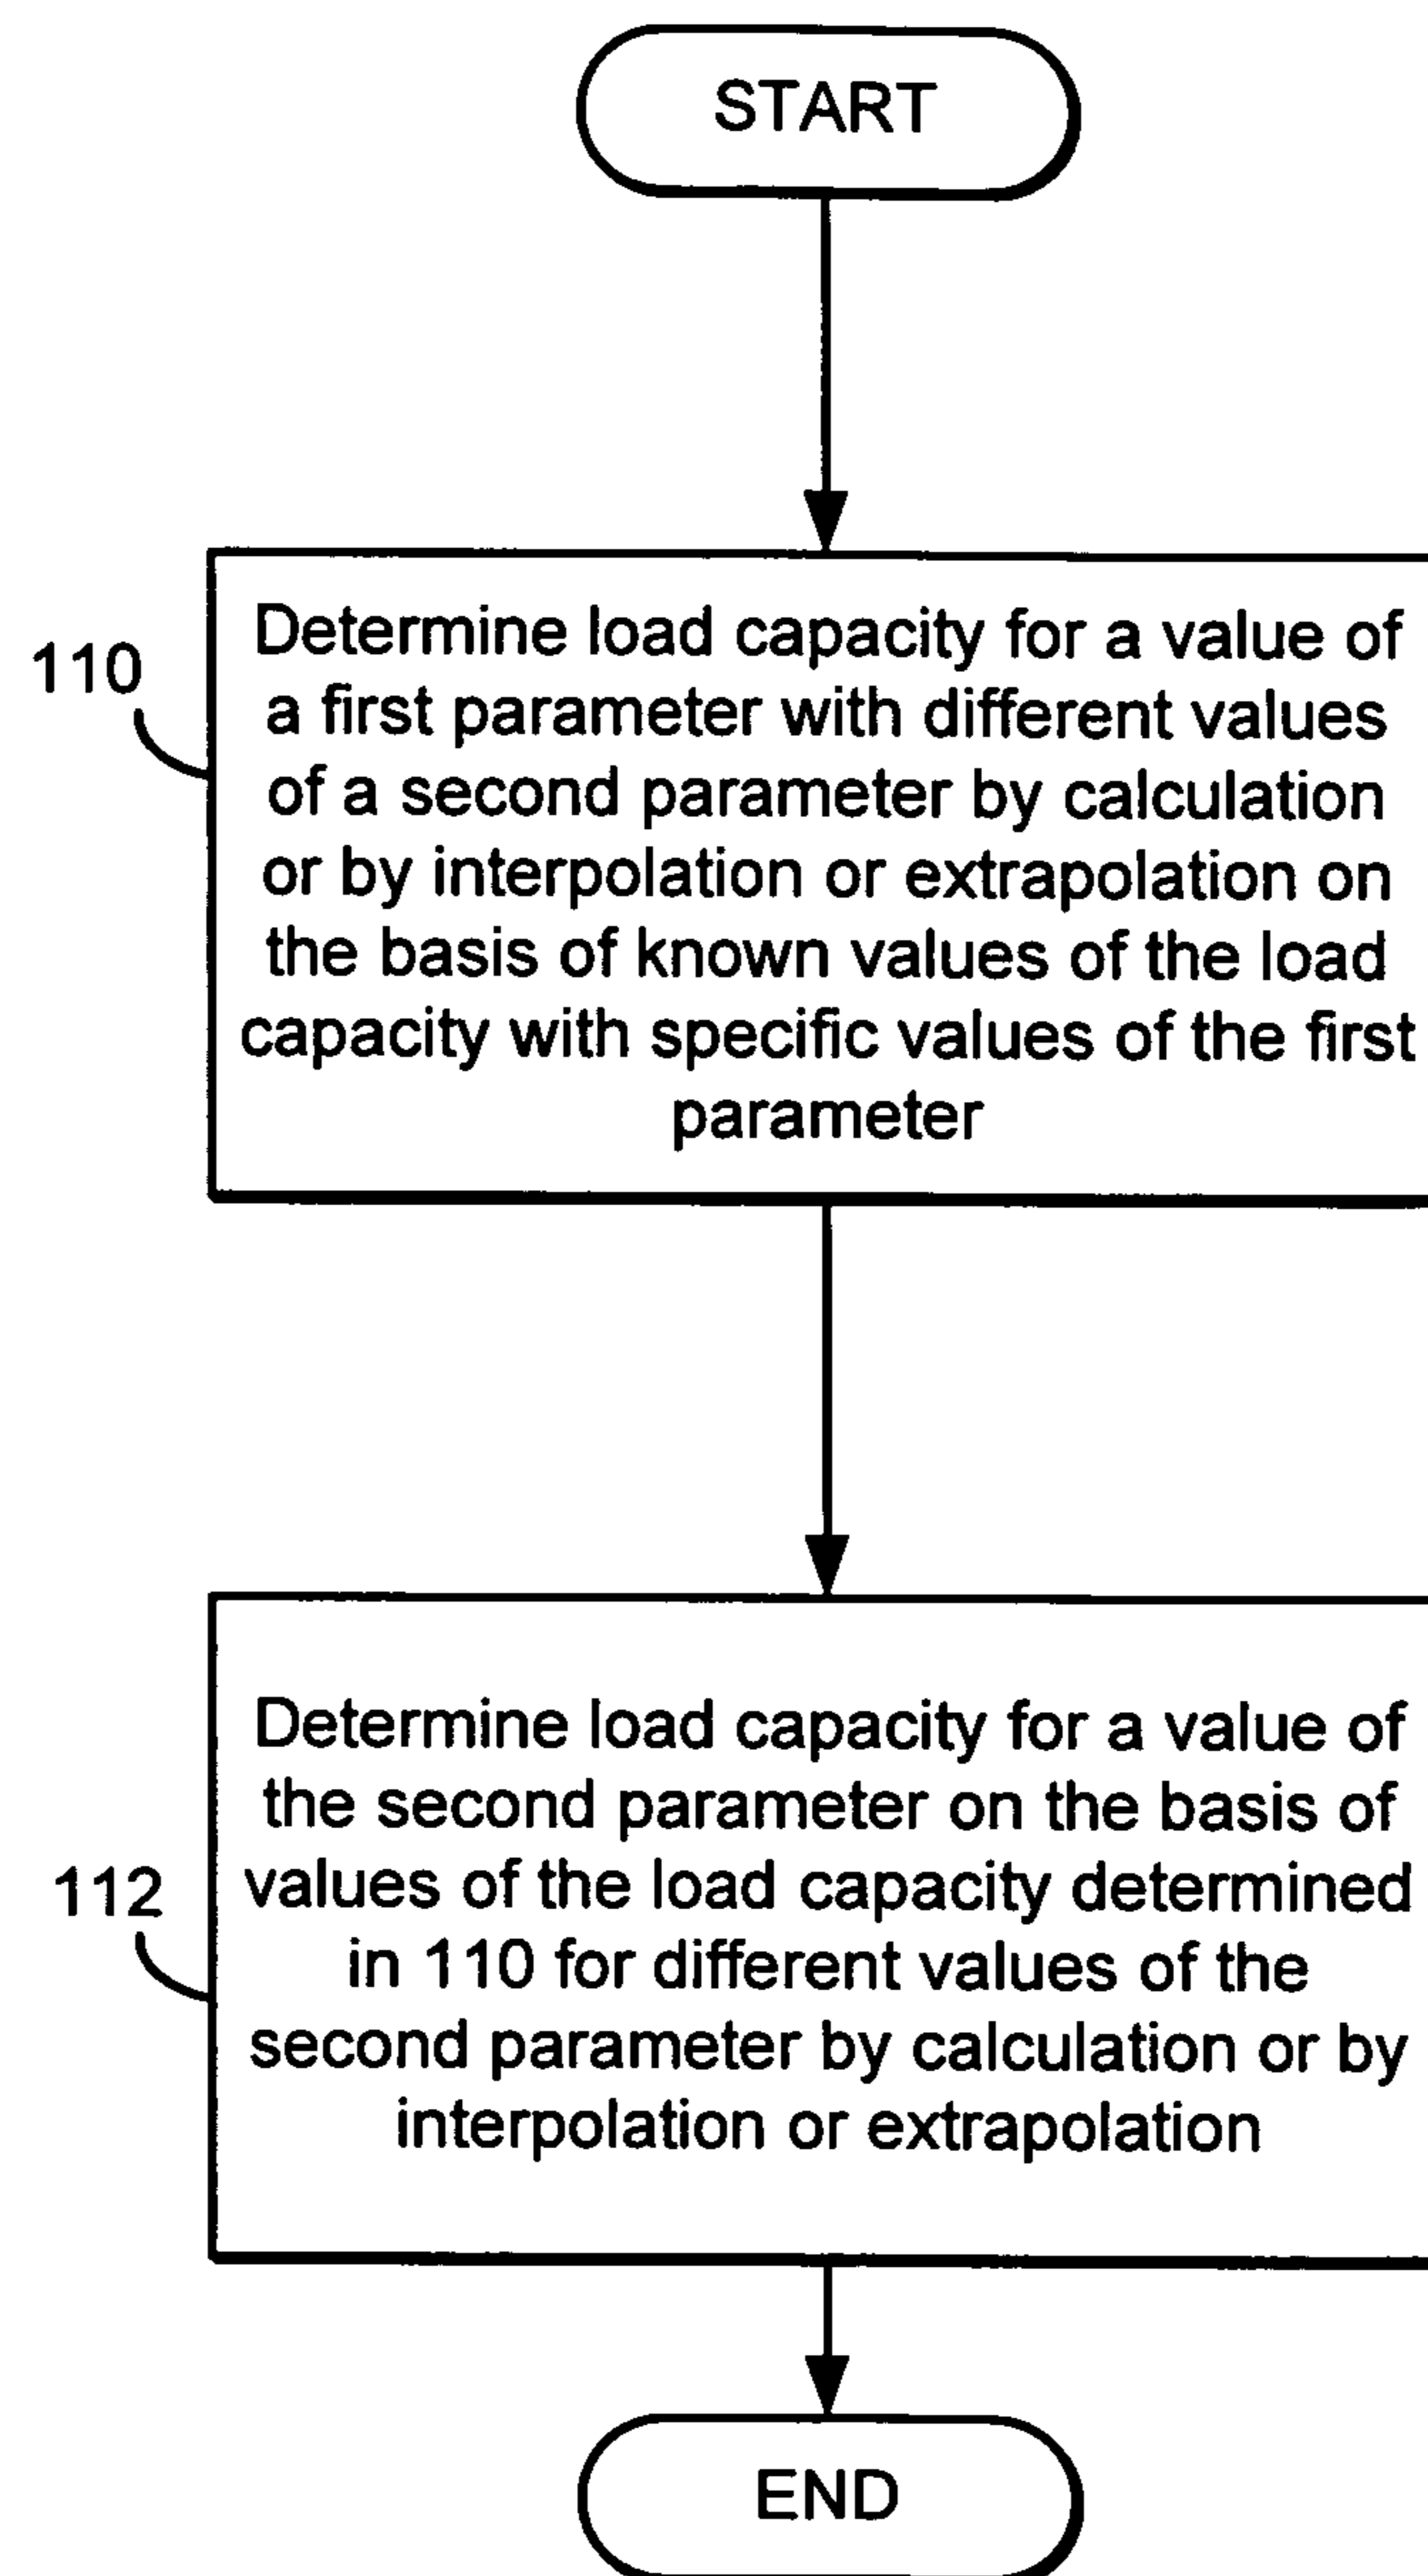 START
110
Determine load capacity for a value of
a first parameter with different values
of a second parameter by calculation
or by interpolation or extrapolation on
the basis of known values of the load
capacity with specific values of the first
parameter
112
Determine load capacity for a value of
the second parameter on the basis of
values of the load capacity determined
in 110 for different values of the
second parameter by calculation or by
interpolation or extrapolation
END